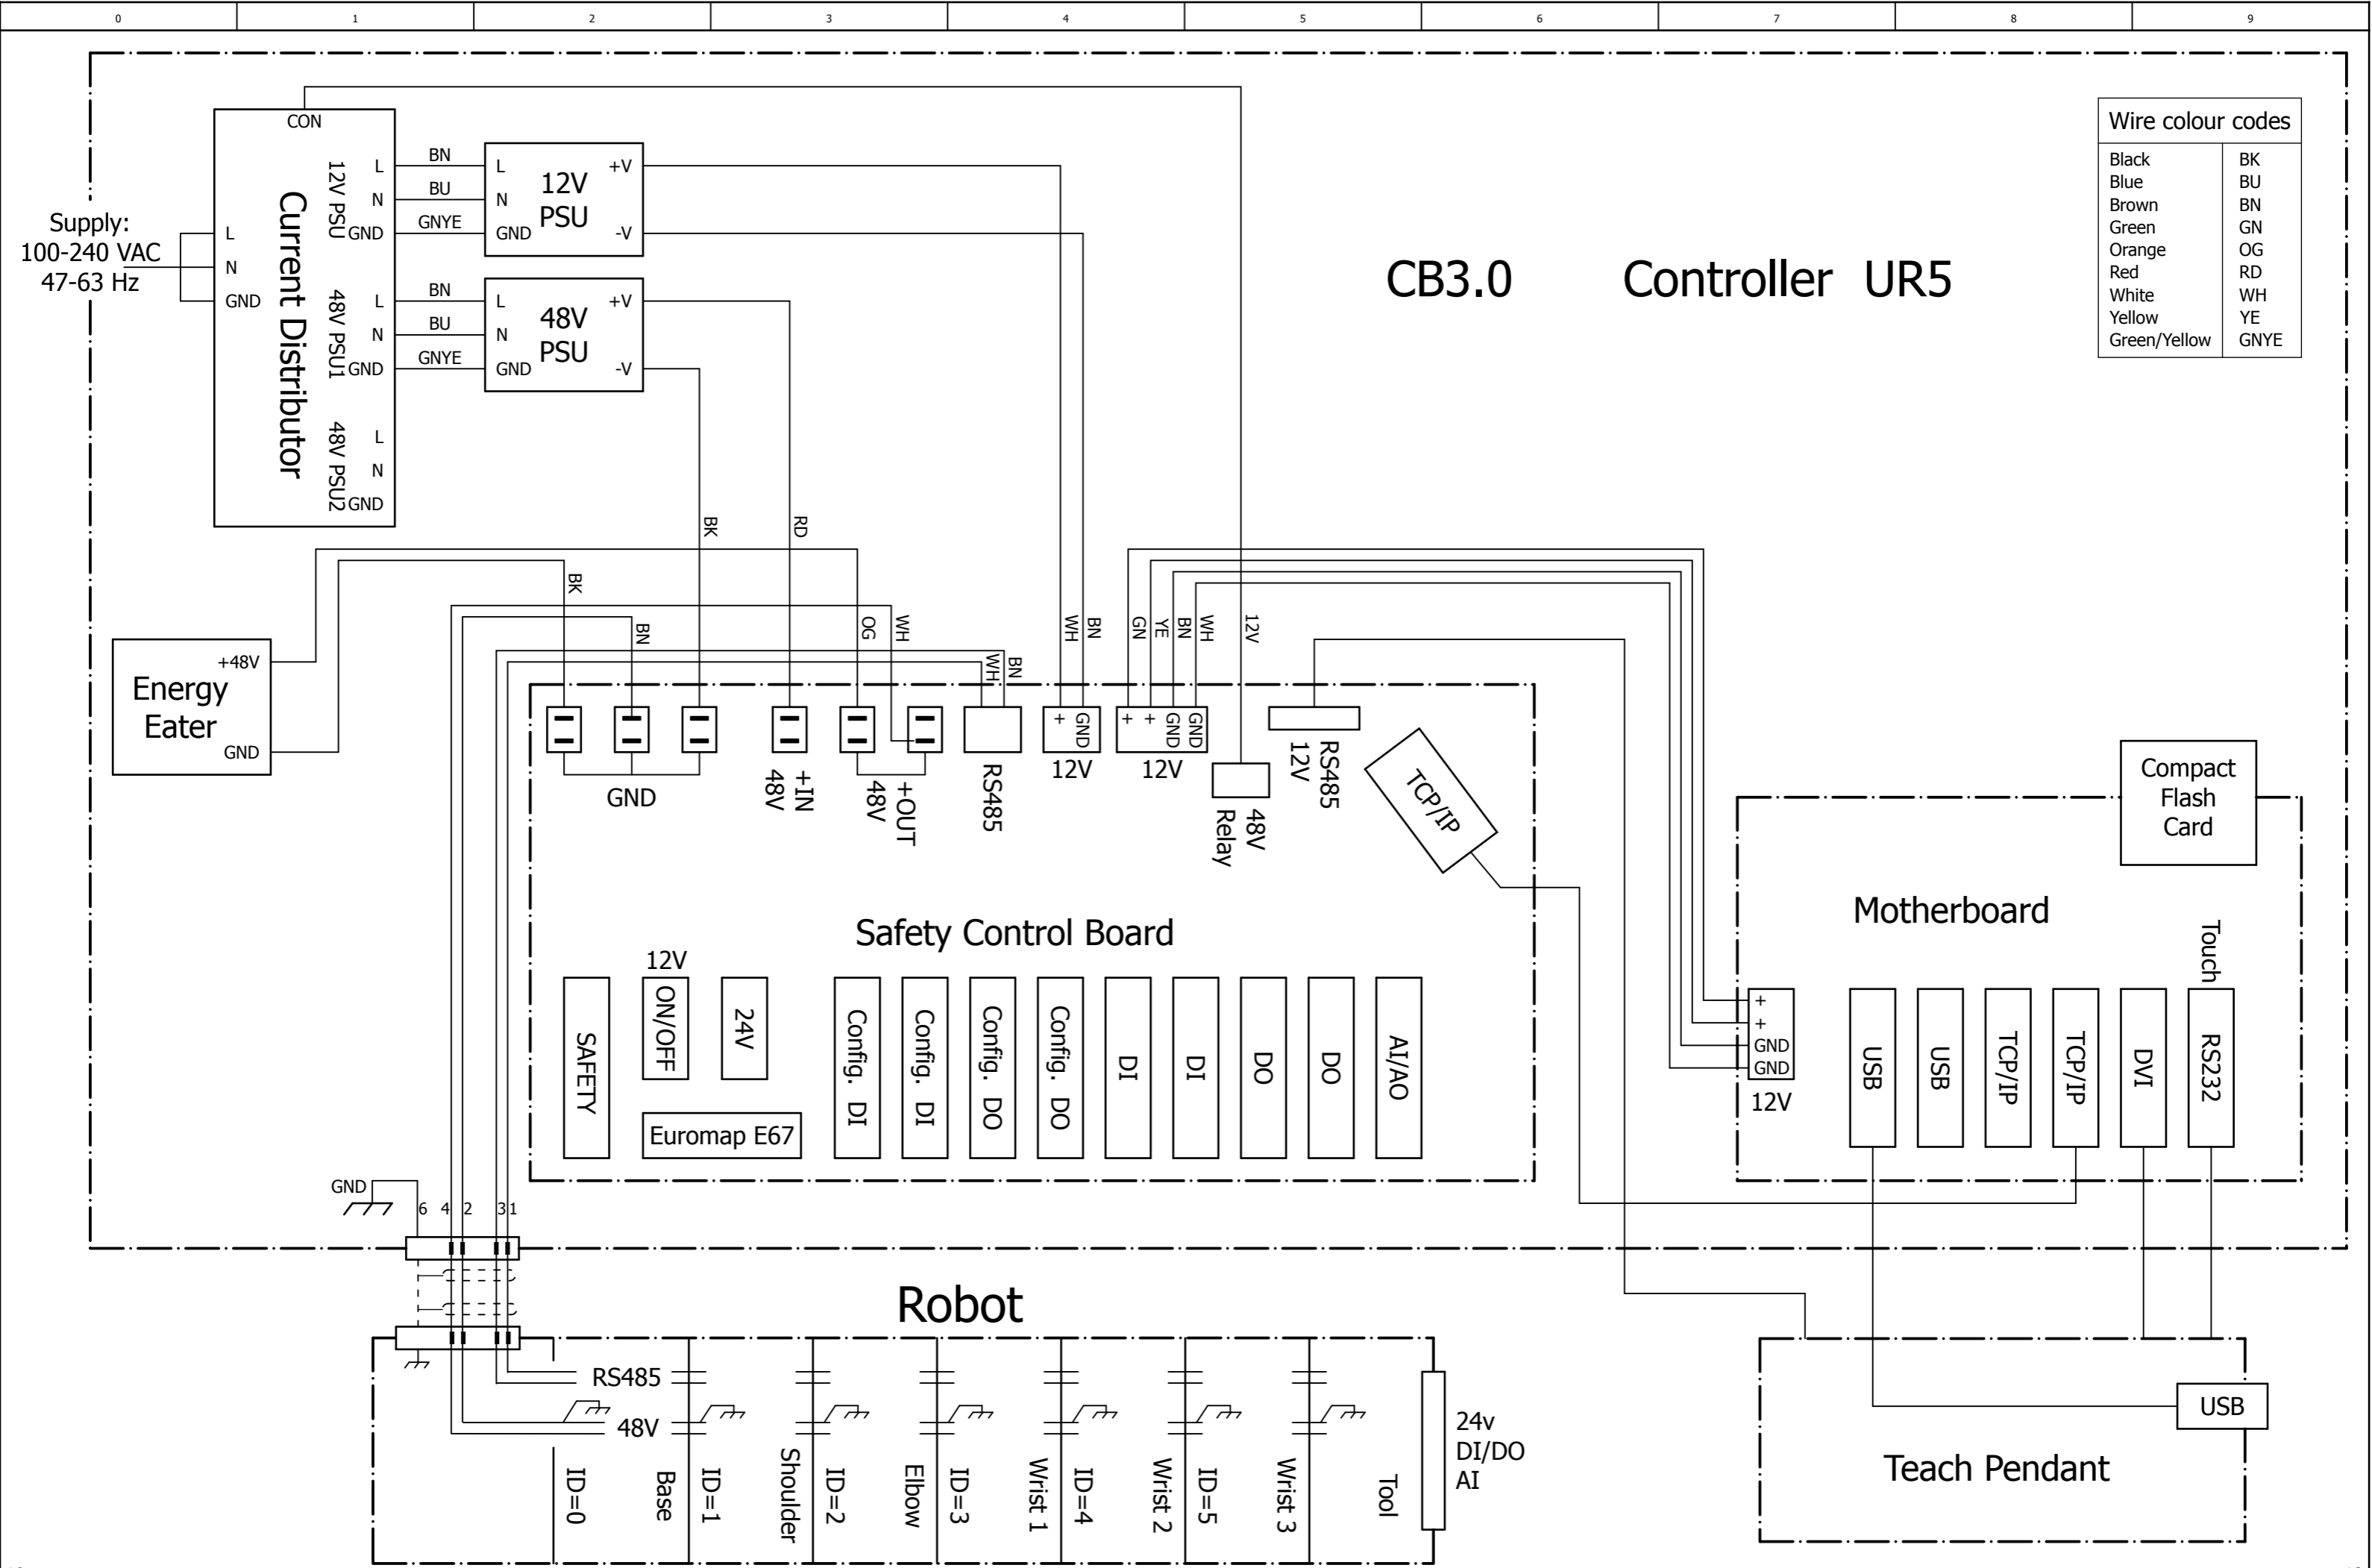 0 1 2 3 4 5 6 7 8 9
CB3.0 Controller UR5
Wire colour codes
Black BK
Blue BU
Brown BN
Green GN
Orange OG
Red RD
White WH
Yellow YE
Green/Yellow GNYE
Supply:
100-240 VAC
47-63 Hz
CON
L
N
GND
Current Distributor
12V PSU
L
N
GND
48V PSU1
L
N
GND
48V PSU2
L
N
GND
BN
BU
GNYE
BN
BU
GNYE
L
N
GND
12V
PSU
+V
-V
L
N
GND
48V
PSU
+V
-V
BK
RD
BK
BN
OG
WH
WH
BN
WH
BN
GN
YE
BN
WH
12V
Energy
Eater
+48V
GND
GND
+IN
48V
+OUT
48V
RS485
+ GND
12V
+ + GND GND
12V
48V
Relay
RS485
12V
TCP/IP
Safety Control Board
SAFETY
12V
ON/OFF
24V
Euromap E67
Config. DI
Config. DI
Config. DO
Config. DO
DI
DI
DO
DO
AI/AO
Compact
Flash
Card
Motherboard
Touch
+
+
GND
GND
12V
USB
USB
TCP/IP
TCP/IP
DVI
RS232
GND
6 4 2 3 1
Robot
RS485
48V
ID=0
Base
ID=1
Shoulder
ID=2
Elbow
ID=3
Wrist 1
ID=4
Wrist 2
ID=5
Wrist 3
Tool
24v
DI/DO
AI
USB
Teach Pendant